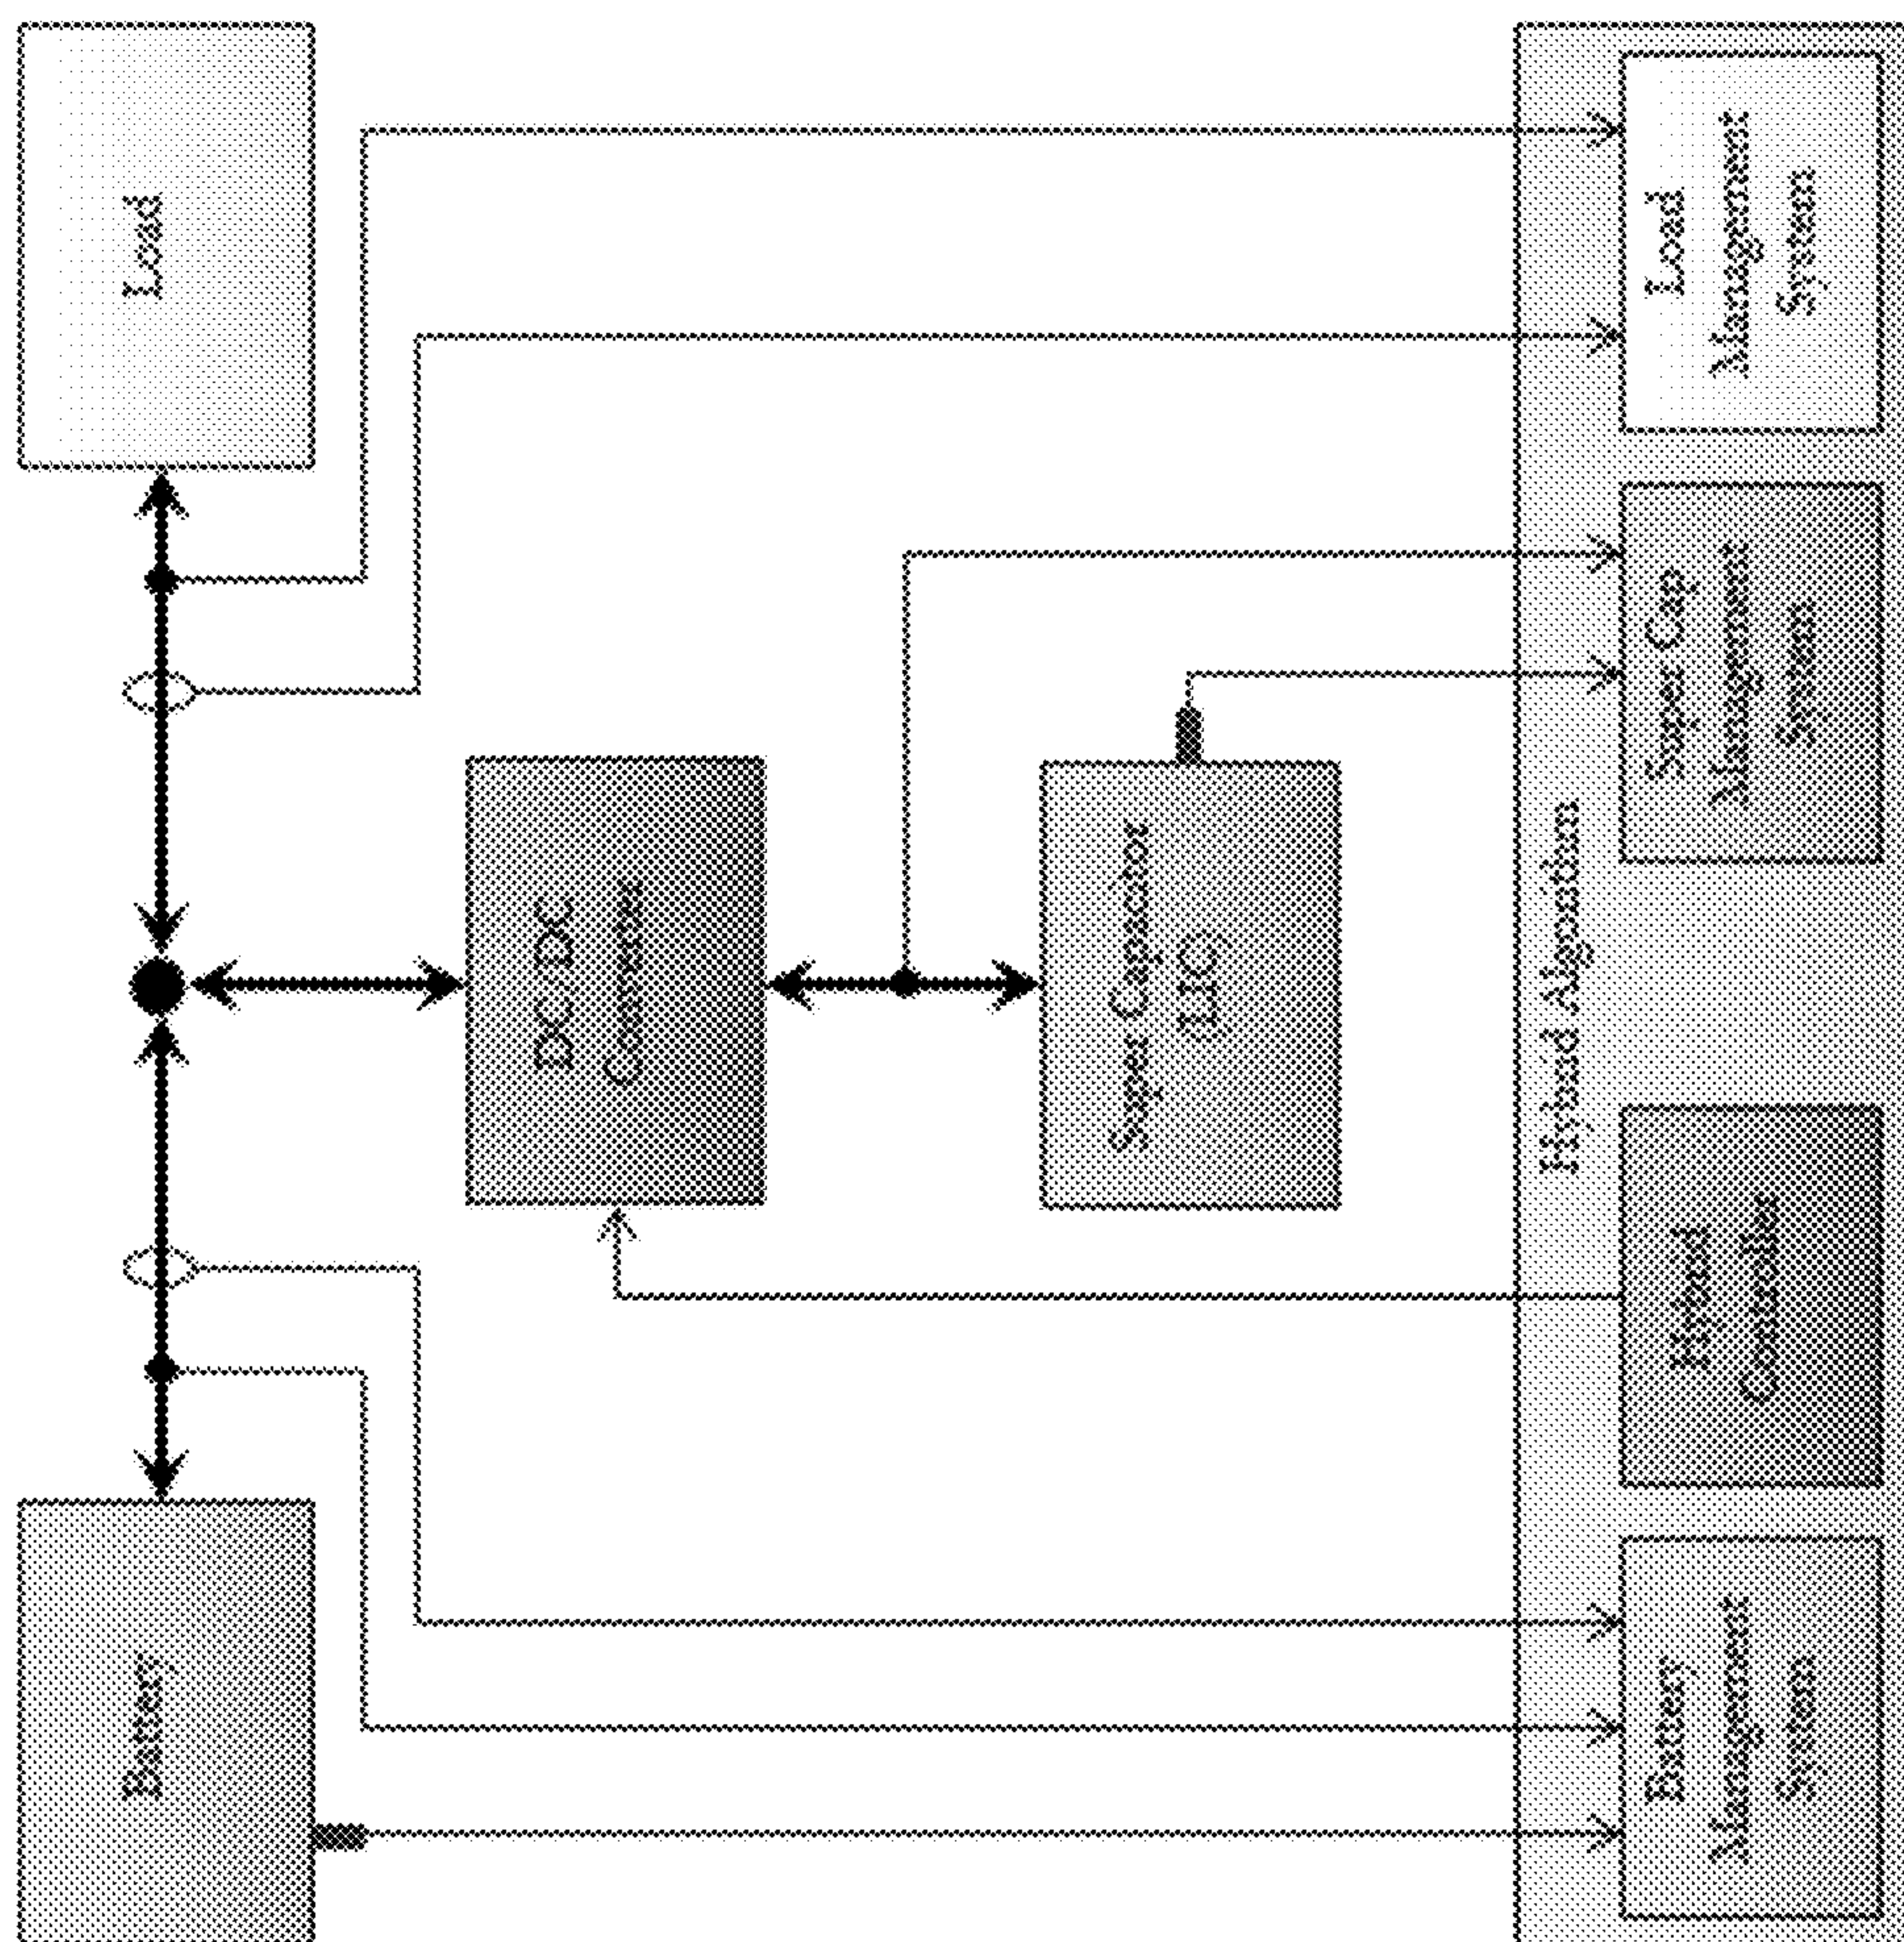 Battery
Load
DC-DC
Converter
Super Capacitor
LIC
Hybrid Algorithm
Battery
Management
System
Hybrid
Controller
Super Cap
Management
System
Load
Management
System